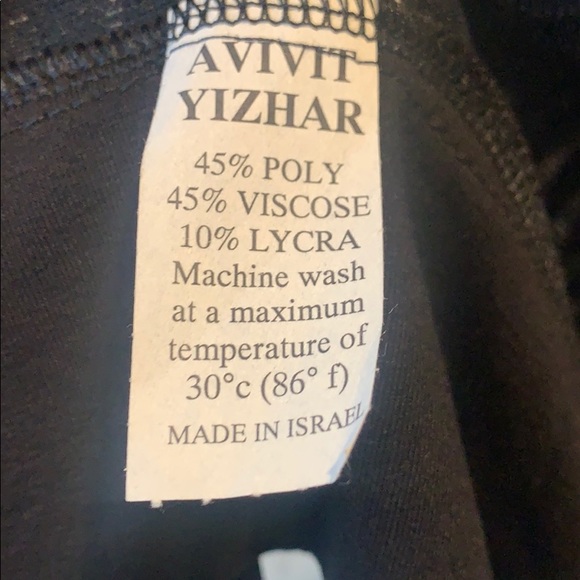 AVIVIT
YIZHAR
45% POLY
45% VISCOSE
10% LYCRA
Machine wash
at a maximum
temperature of
30°c (86° f)
MADE IN ISRAEL